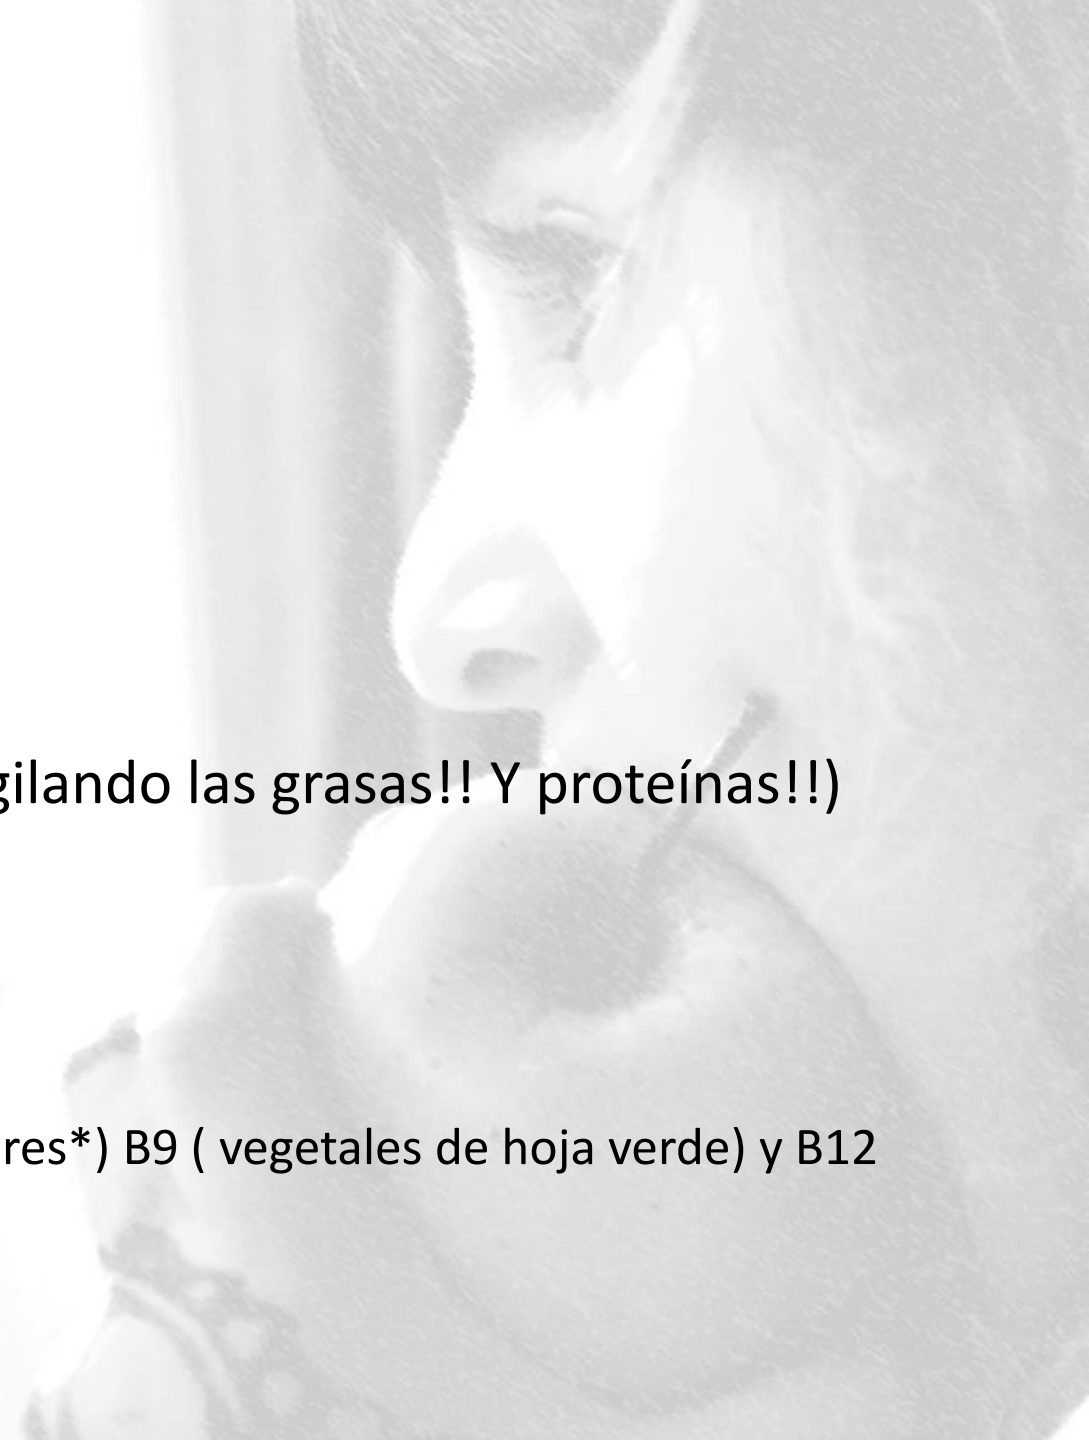 gilando las grasas!! Y proteínas!!)
res*) B9 ( vegetales de hoja verde) y B12